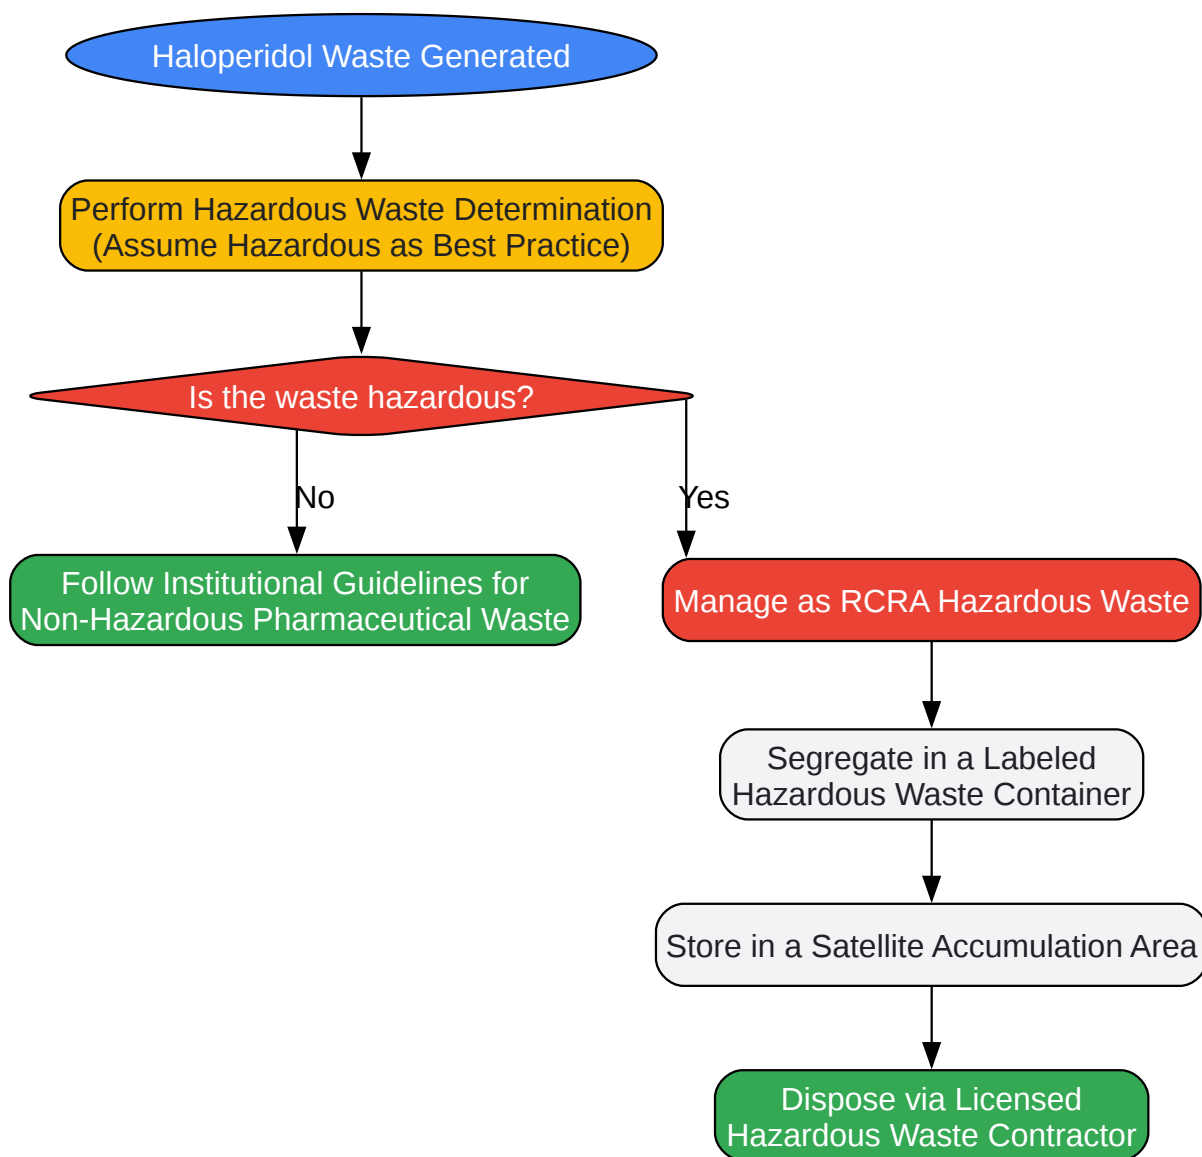 Haloperidol Waste Generated
Perform Hazardous Waste Determination
(Assume Hazardous as Best Practice)
Is the waste hazardous?
No
Yes
Follow Institutional Guidelines for
Non-Hazardous Pharmaceutical Waste
Manage as RCRA Hazardous Waste
Segregate in a Labeled
Hazardous Waste Container
Store in a Satellite Accumulation Area
Dispose via Licensed
Hazardous Waste Contractor